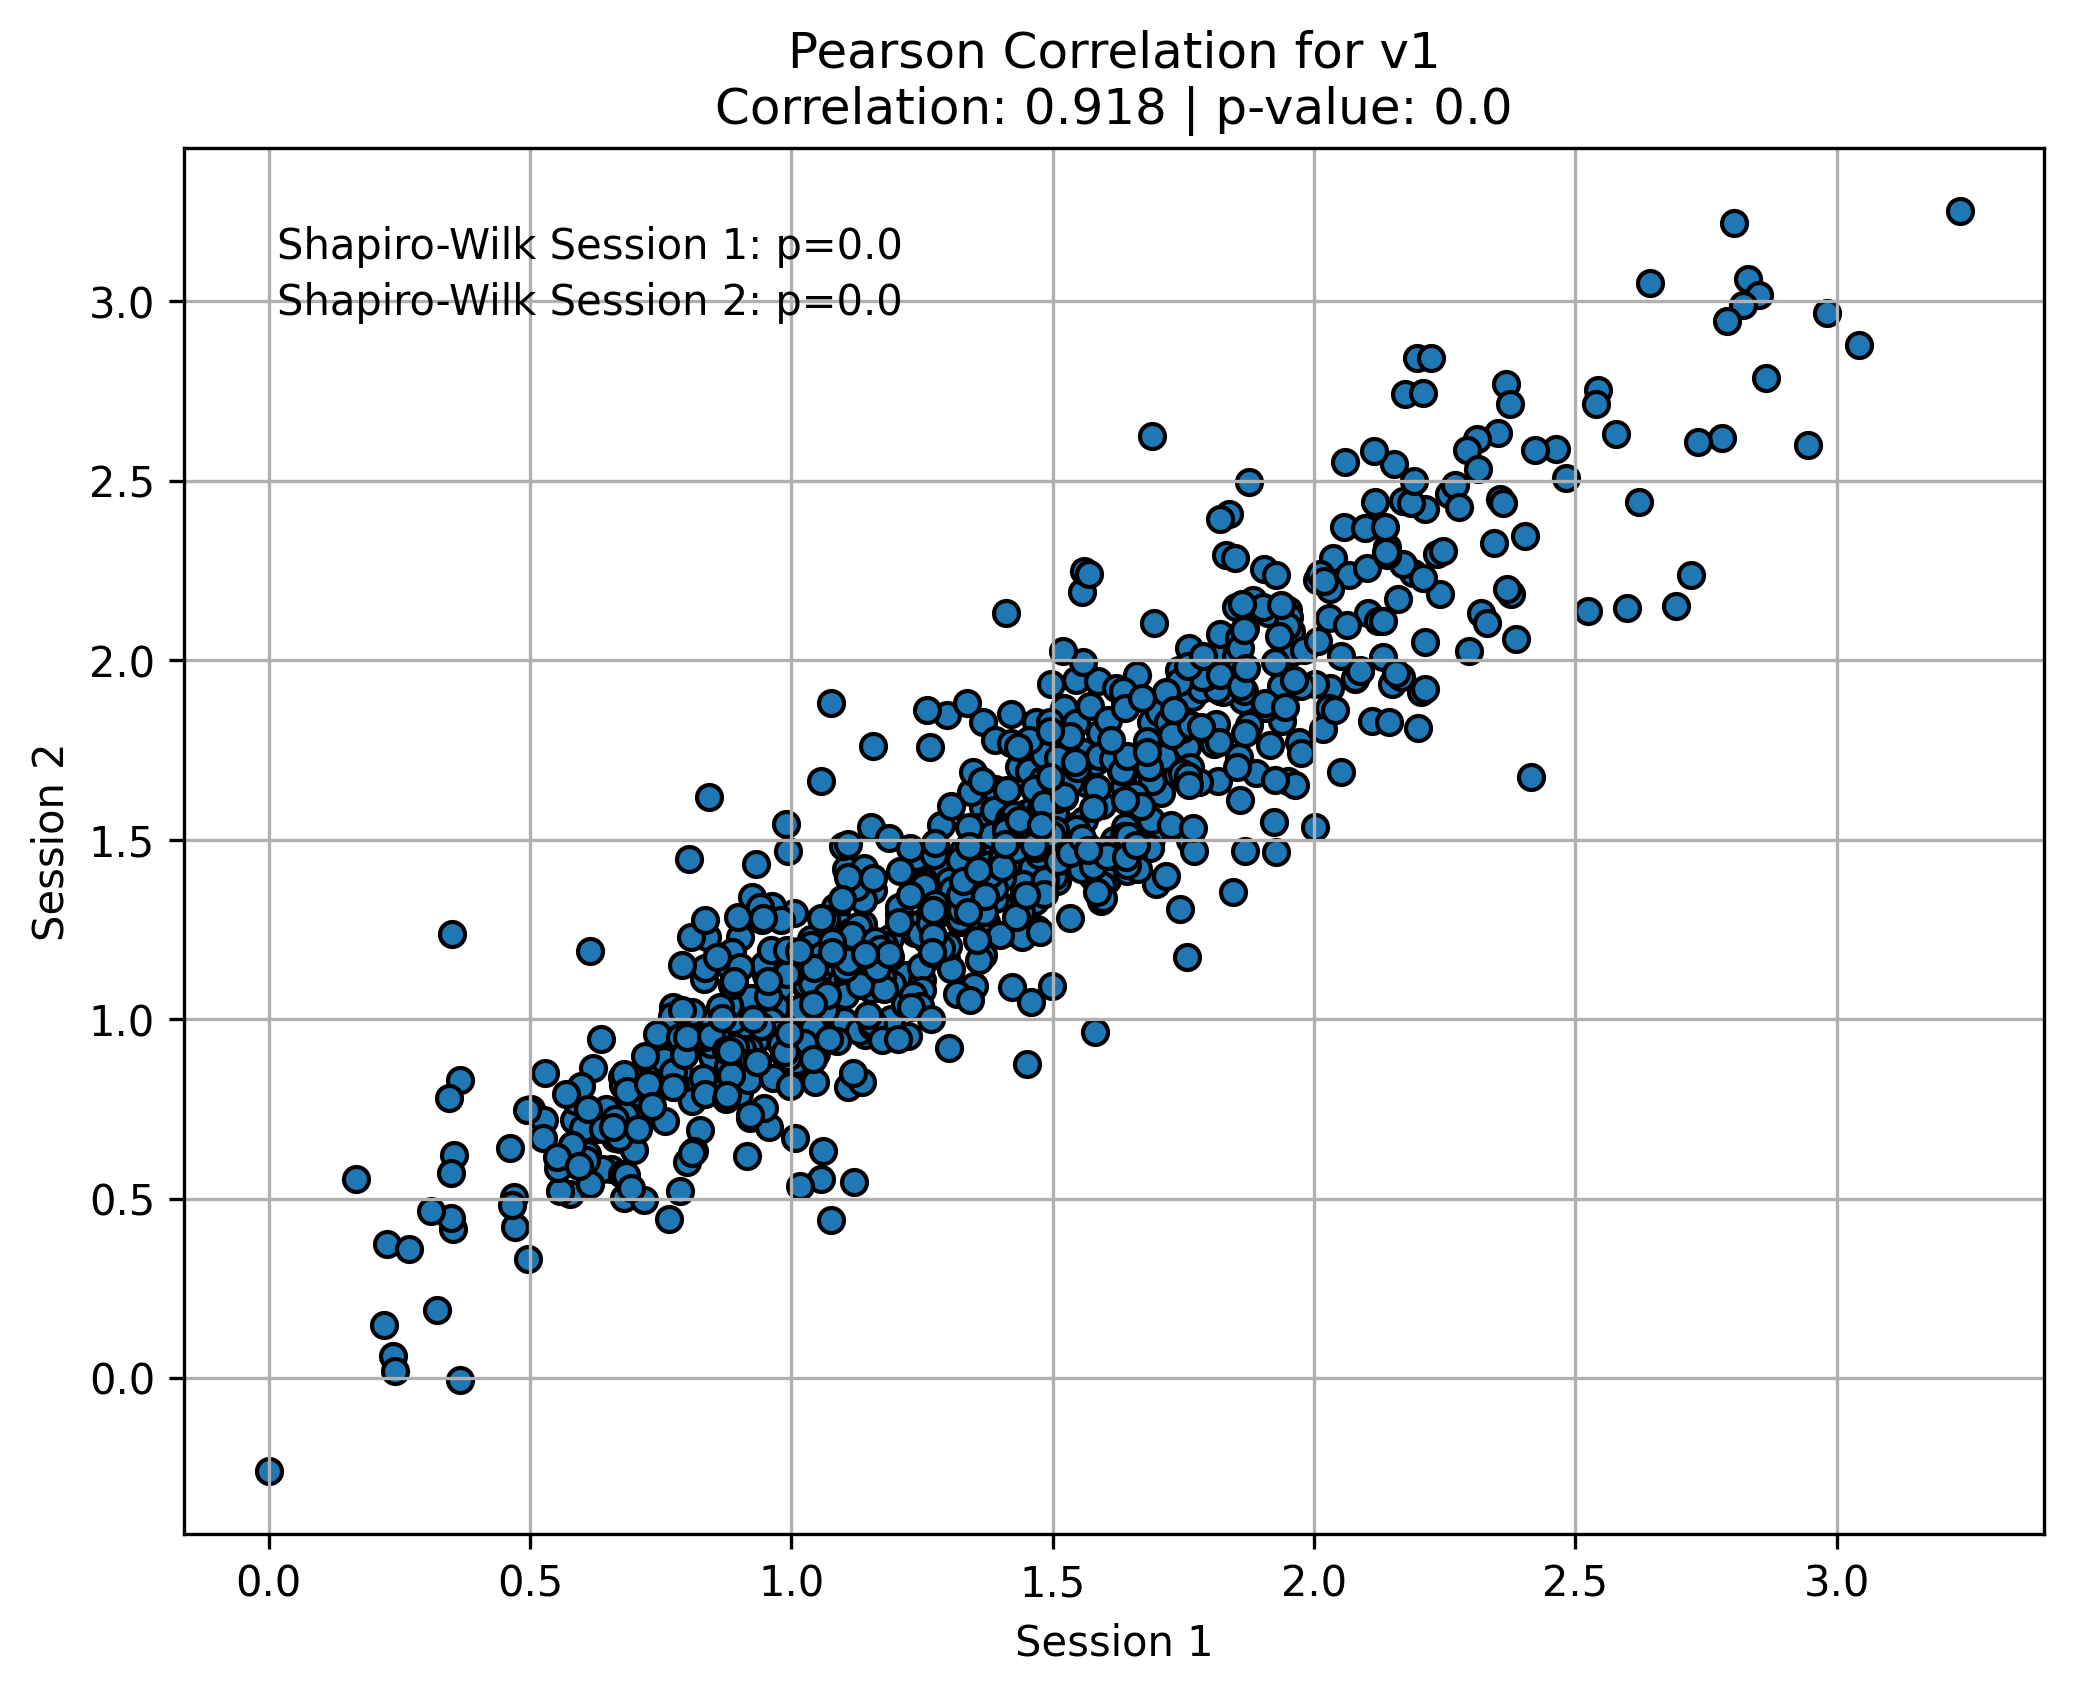 Pearson Correlation for v1
Correlation: 0.918 | p-value: 0.0
Shapiro-Wilk Session 1: p=0.0
Shapiro-Wilk Session 2: p=0.0
3.0
2.5
2.0
1.5
1.0
0.5
0.0
Session 2
0.0 0.5 1.0 1.5 2.0 2.5 3.0
Session 1